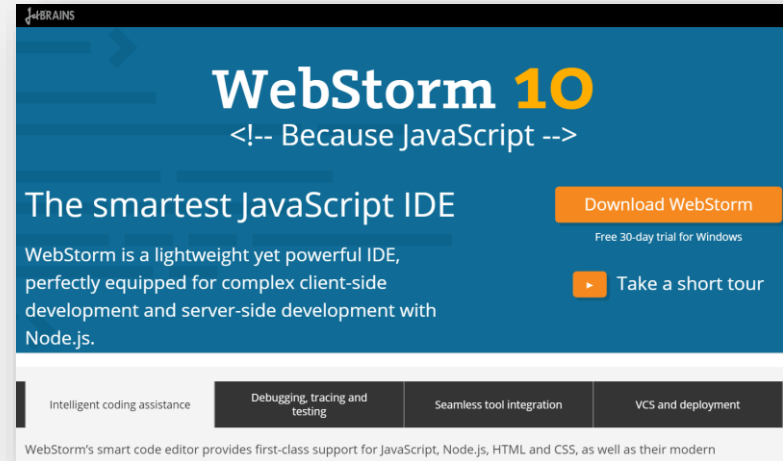 JetBRAINS
WebStorm 10
<!-- Because JavaScript -->
The smartest JavaScript IDE
Download WebStorm
Free 30-day trial for Windows
WebStorm is a lightweight yet powerful IDE,
perfectly equipped for complex client-side
development and server-side development with
Node.js.
Take a short tour
Intelligent coding assistance
Debugging, tracing and
testing
Seamless tool integration
VCS and deployment
WebStorm's smart code editor provides first-class support for JavaScript, Node.js, HTML and CSS, as well as their modern